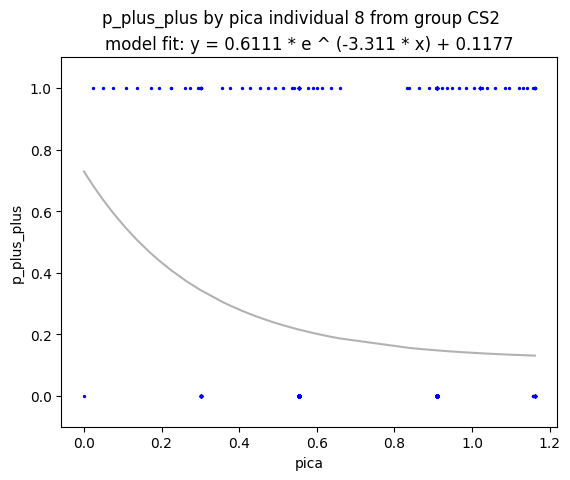 p_plus_plus by pica individual 8 from group CS2
model fit: y = 0.6111 * e ^ (-3.311 * x) + 0.1177
1.0
0.8
0.6
0.4
0.2
0.0
p_plus_plus
0.0 0.2 0.4 0.6 0.8 1.0 1.2
pica